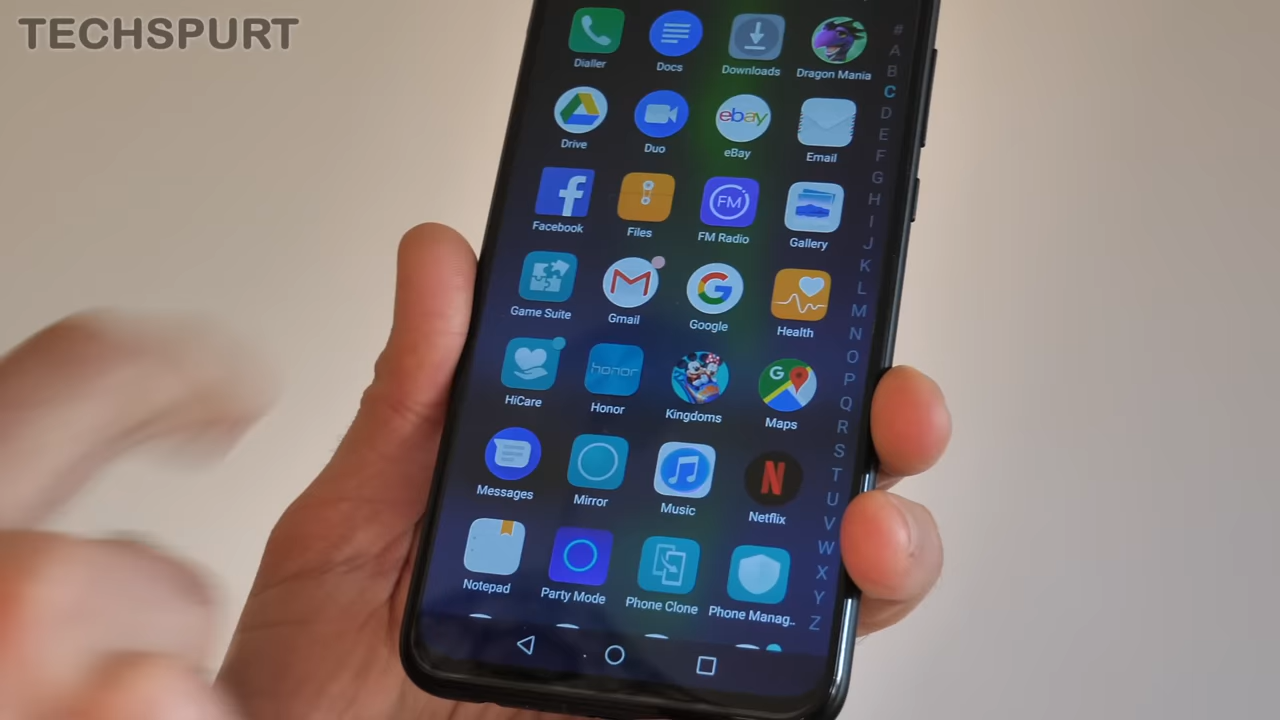 TECHSPURT
Dialler Docs Downloads Dragon Mania
ebay
Drive Duo eBay Email
FM
Facebook Files FM Radio Gallery
Game Suite Gmail Google Health
honor
G
HiCare Honor Kingdoms Maps
Messages Mirror Music Netflix
Notepad Party Mode Phone Clone Phone Manag..
#
A
B
C
D
E
F
G
H
I
J
K
L
M
N
O
P
Q
R
S
T
U
V
W
X
Y
Z